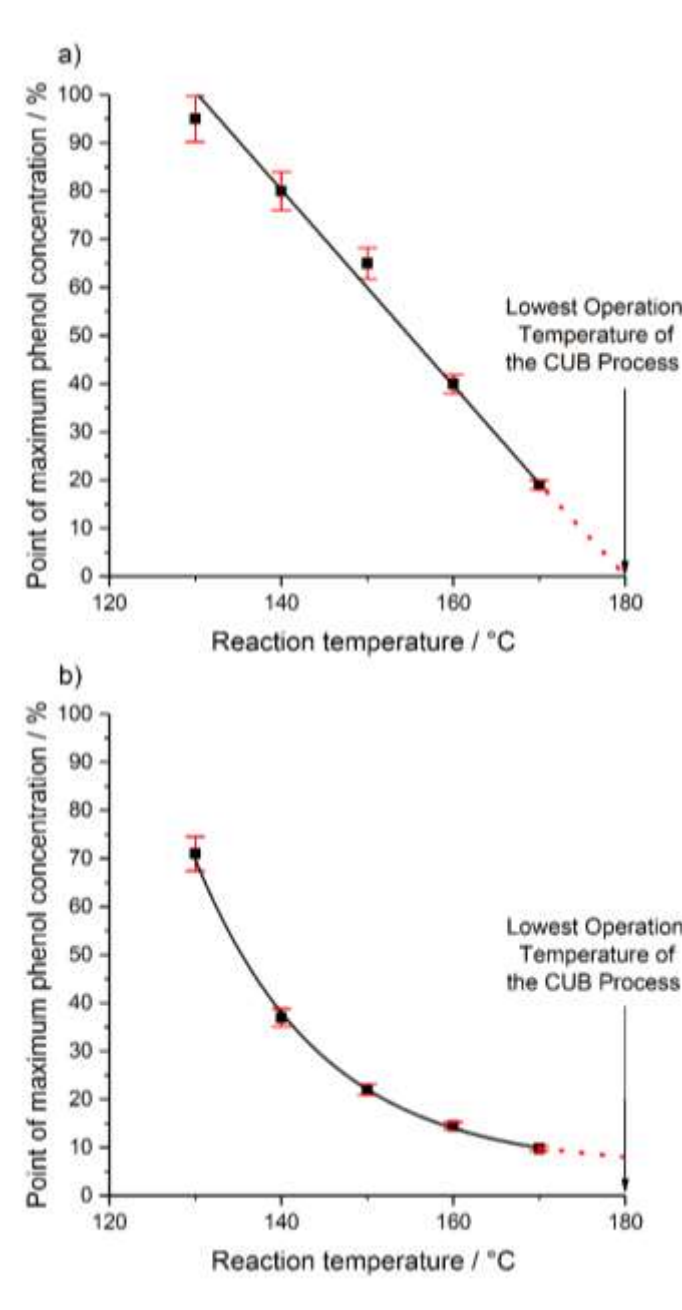 a)
Point of maximum phenol concentration / %
100
90
80
70
60
50
40
30
20
10
0
Lowest Operation
Temperature of
the CUB Process
120
140
160
180
Reaction temperature / °C
b)
Point of maximum phenol concentration / %
100
90
80
70
60
50
40
30
20
10
0
Lowest Operation
Temperature of
the CUB Process
120
140
160
180
Reaction temperature / °C